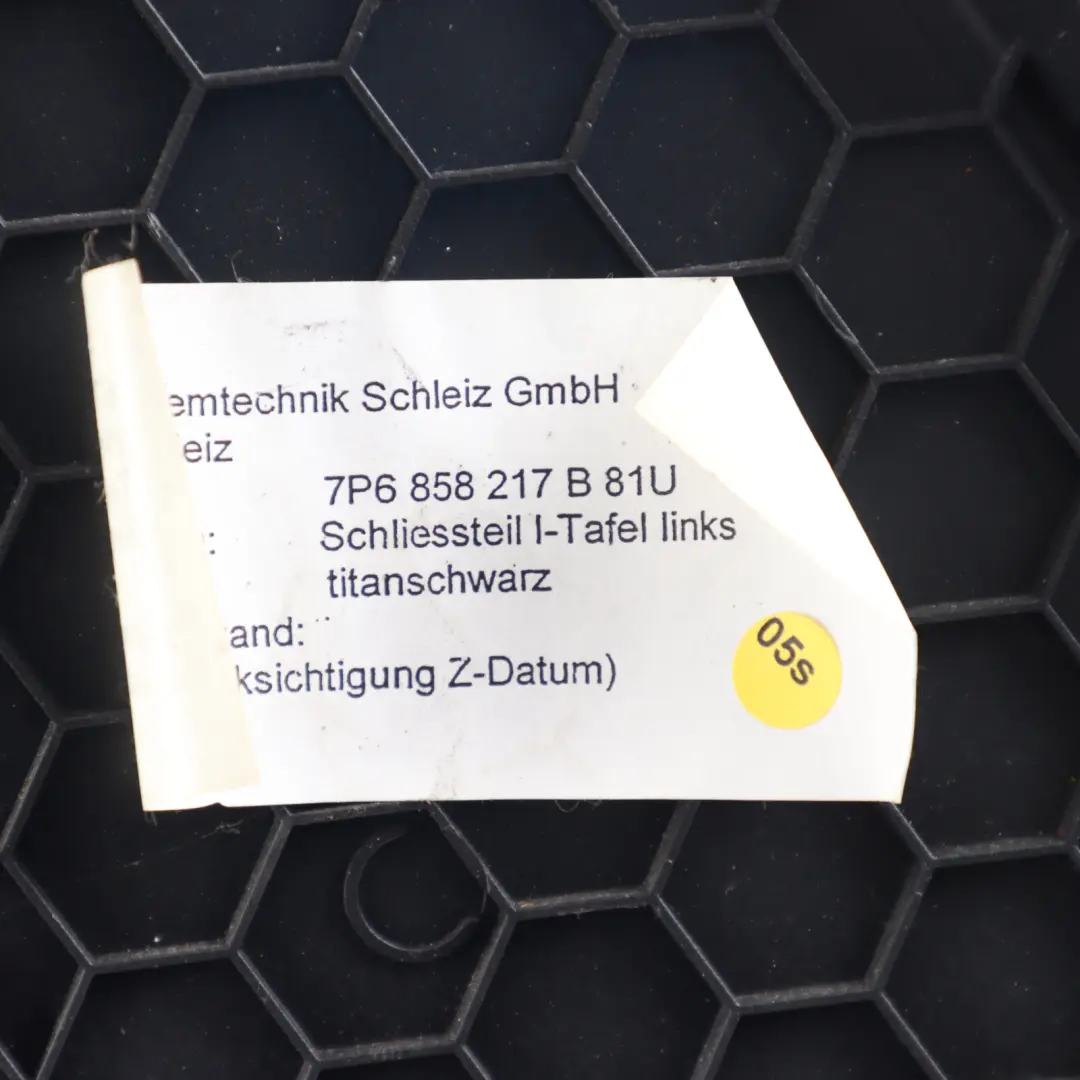 emtechnik Schleiz GmbH
eiz
7P6 858 217 B 81U
: Schliessteil I-Tafel links
titanschwarz
and:
ksichtigung Z-Datum)
05s